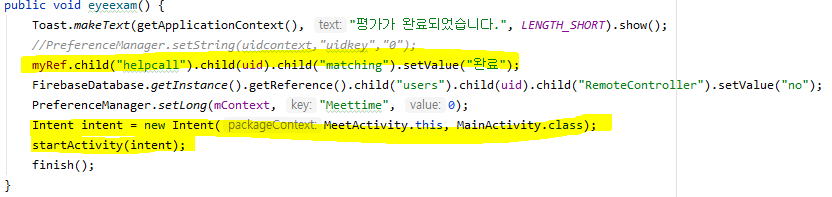 public void eyeexam() {
Toast.makeText(getApplicationContext(), text: "평가가 완료되었습니다.", LENGTH_SHORT).show();
//PreferenceManager.setString(uidcontext,"uidkey","0");
myRef.child("helpcall").child(uid).child("matching").setValue("완료");
FirebaseDatabase.getInstance().getReference().child("users").child(uid).child("RemoteController").setValue("no");
PreferenceManager.setLong(mContext, key: "Meettime", value: 0);
Intent intent = new Intent( packageContext: MeetActivity.this, MainActivity.class);
startActivity(intent);
finish();
}